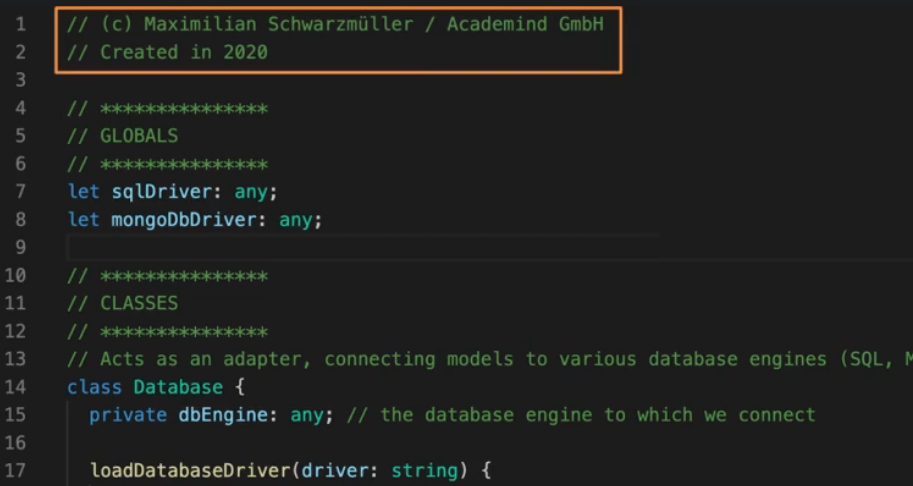 1 // (c) Maximilian Schwarzmüller / Academind GmbH
2 // Created in 2020
3
4 // ***************
5 // GLOBALS
6 // ***************
7 let sqlDriver: any;
8 let mongoDbDriver: any;
9
10 // ***************
11 // CLASSES
12 // ***************
13 // Acts as an adapter, connecting models to various database engines (SQL, M
14 class Database {
15 private dbEngine: any; // the database engine to which we connect
16
17 loadDatabaseDriver(driver: string) {